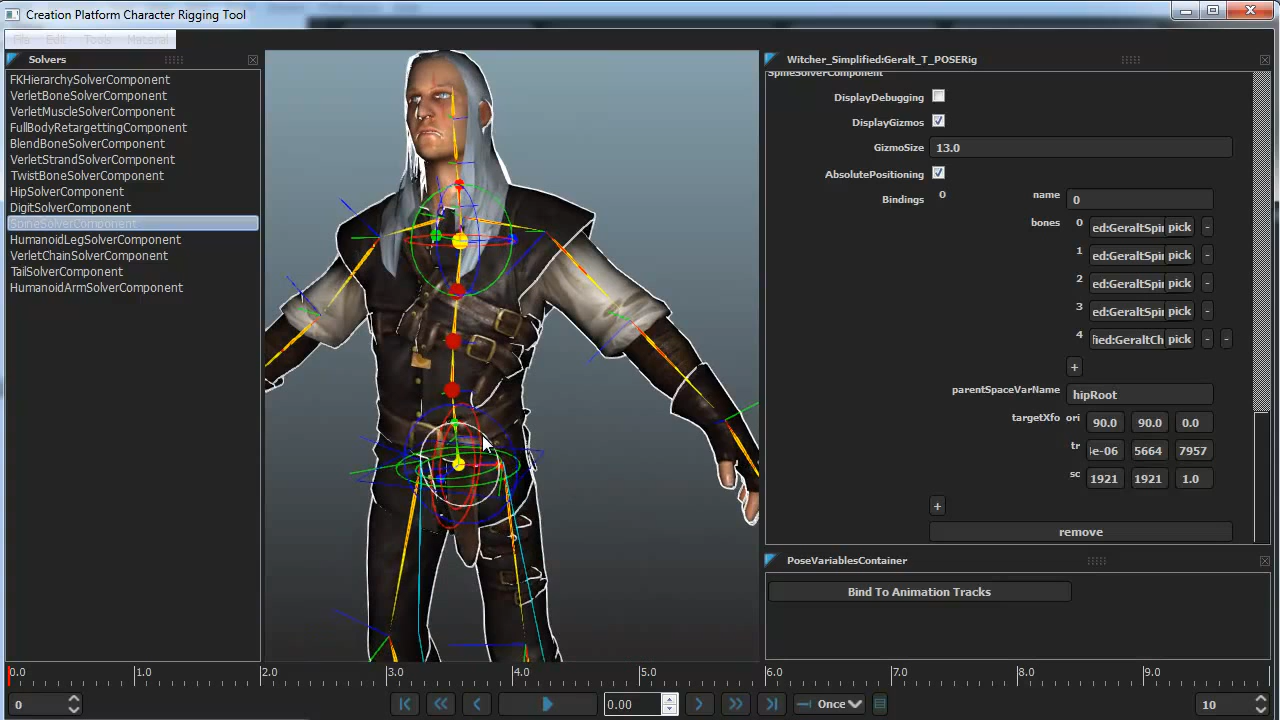 Creation Platform Character Rigging Tool
File Edit Tools Material
Solvers
FKHierarchySolverComponent
VerletBoneSolverComponent
VerletMuscleSolverComponent
FullBodyRetargettingComponent
BlendBoneSolverComponent
VerletStrandSolverComponent
TwistBoneSolverComponent
HipSolverComponent
DigitSolverComponent
SpineSolverComponent
HumanoidLegSolverComponent
VerletChainSolverComponent
TailSolverComponent
HumanoidArmSolverComponent
Witcher_Simplified:Geralt_T_POSERig
SpineSolverComponent
DisplayDebugging
DisplayGizmos
GizmoSize 13.0
AbsolutePositioning
Bindings 0 name 0
bones 0 ed:GeraltSpi pick -
1 ed:GeraltSpi pick -
2 ed:GeraltSpi pick -
3 ed:GeraltSpi pick -
4 fied:GeraltCh pick - -
+
parentSpaceVarName hipRoot
targetXfo ori 90.0 90.0 0.0
tr e-06 5664 7957
sc 1921 1921 1.0
+
remove
PoseVariablesContainer
Bind To Animation Tracks
0.0 1.0 2.0 3.0 4.0 5.0 6.0 7.0 8.0 9.0
0 0.00 Once 10